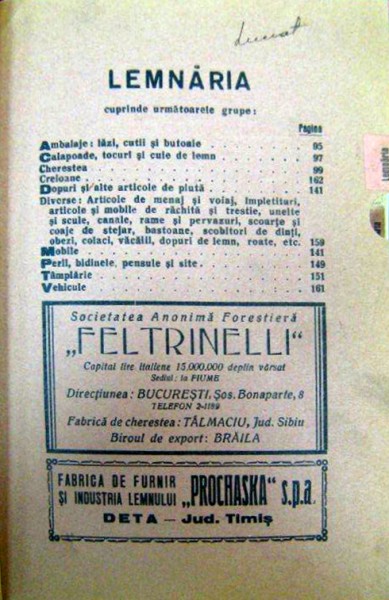 Lucrat
LEMNĂRIA
cuprinde următoarele grupe:
Pagina
Ambalaje: lăzi, cutii și butoaie 95
Calapoade, tocuri și cuie de lemn 97
Cherestea 99
Creioane 162
Dopuri și alte articole de plută 141
Diverse: Articole de menaj și voiaj, împletituri,
articole și mobile de răchită și trestie, unelte
și scule, canale, rame și pervazuri, scoarțe și
coaje de stejar, bastoane, scobitori de dinți,
obezi, colaci, văcălii, dopuri de lemn, roate, etc. 159
Mobile 141
Perii, bidinele, pensule și site 149
Tâmplărie 151
Vehicule 161
Societatea Anonimă Forestieră
„FELTRINELLI“
Capital lire italiene 15.000.000 deplin vărsat
Sediul: la FIUME
Direcțiunea: BUCUREȘTI, Șos. Bonaparte, 8
TELEFON 2-1199
Fabrică de cherestea: TĂLMACIU, Jud. Sibiu
Biroul de export: BRĂILA
FABRICA DE FURNIR
ȘI INDUSTRIA LEMNULUI „PROCHASKA“ s.p.a.
DETA — Jud. Timiș